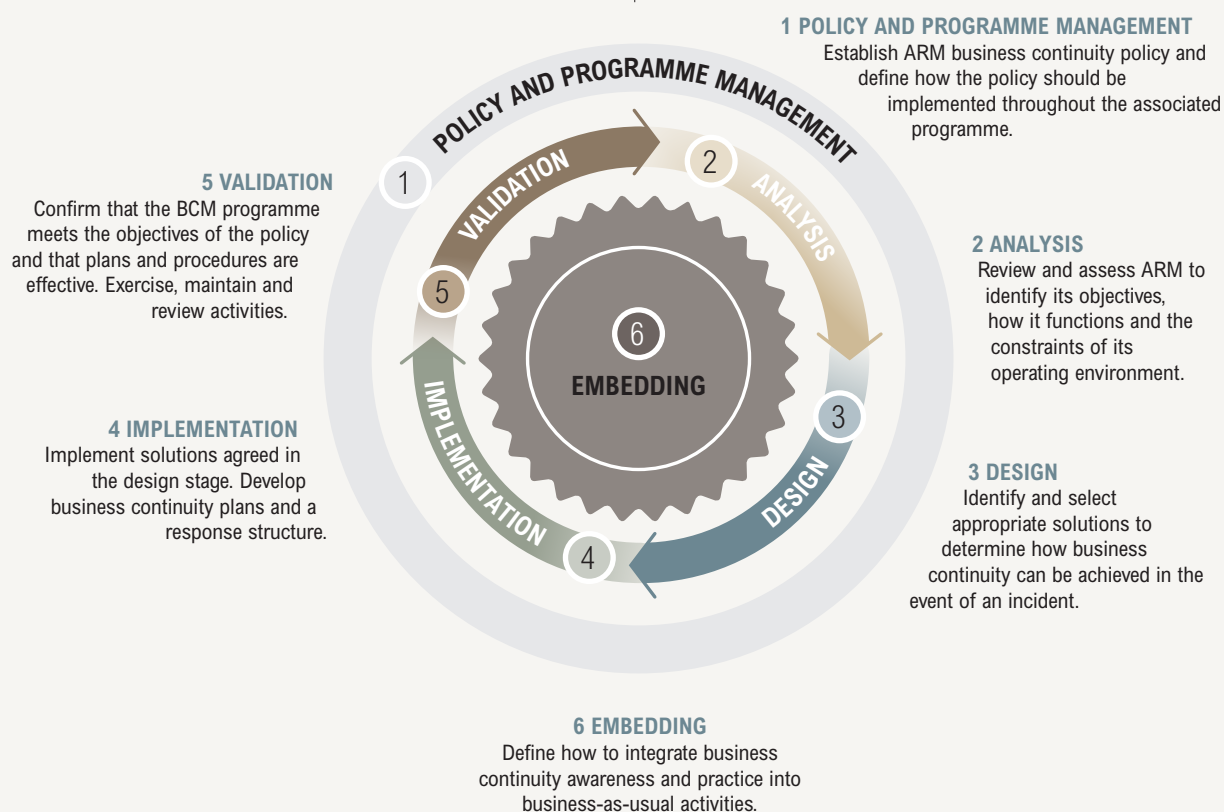 1 POLICY AND PROGRAMME MANAGEMENT
Establish ARM business continuity policy and
define how the policy should be
implemented throughout the associated
programme.
POLICY AND PROGRAMME MANAGEMENT
1
2
ANALYSIS
VALIDATION
5
3
DESIGN
4
IMPLEMENTATION
6
EMBEDDING
2 ANALYSIS
Review and assess ARM to
identify its objectives,
how it functions and the
constraints of its
operating environment.
3 DESIGN
Identify and select
appropriate solutions to
determine how business
continuity can be achieved in the
event of an incident.
4 IMPLEMENTATION
Implement solutions agreed in
the design stage. Develop
business continuity plans and a
response structure.
5 VALIDATION
Confirm that the BCM programme
meets the objectives of the policy
and that plans and procedures are
effective. Exercise, maintain and
review activities.
6 EMBEDDING
Define how to integrate business
continuity awareness and practice into
business-as-usual activities.